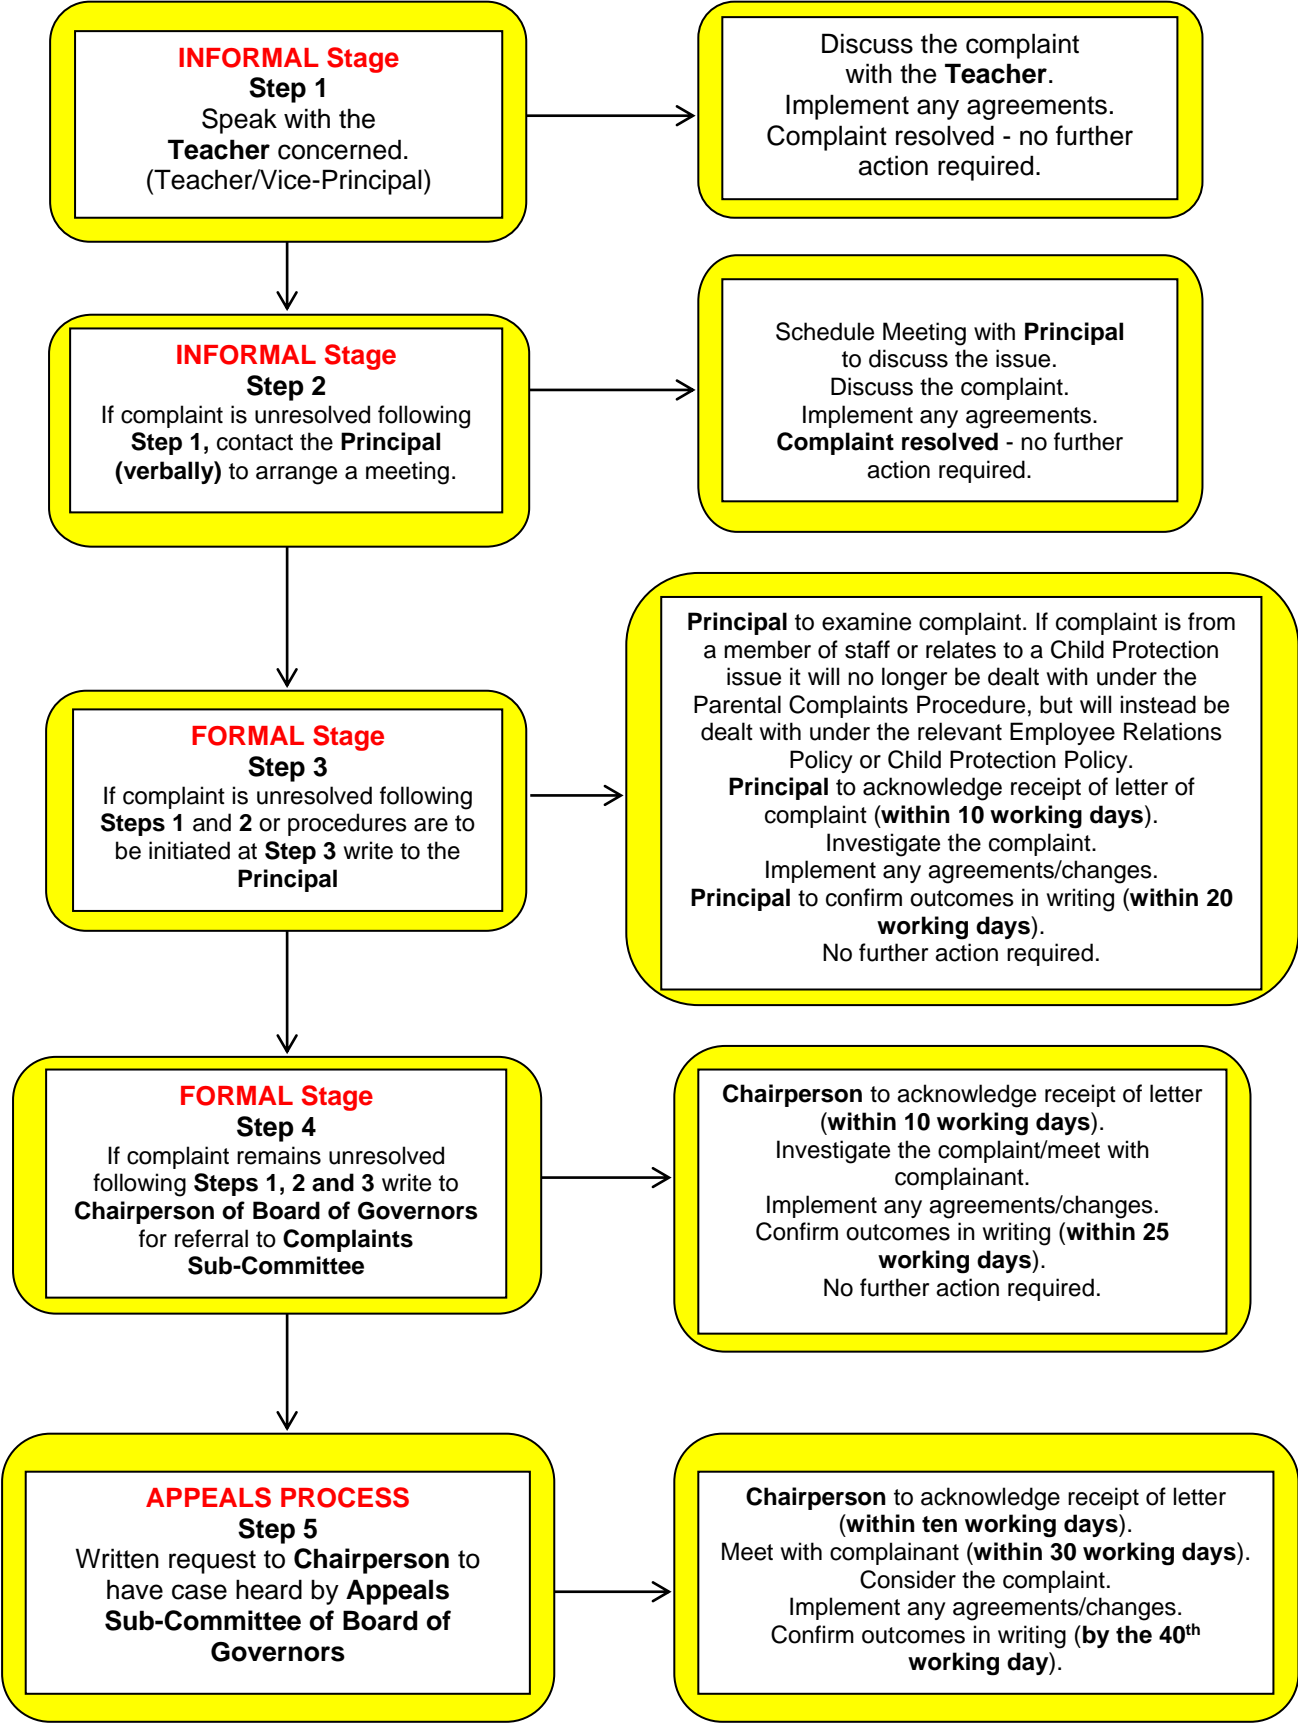 INFORMAL Stage
Step 1
Speak with the
Teacher concerned.
(Teacher/Vice-Principal)
Discuss the complaint
with the Teacher.
Implement any agreements.
Complaint resolved - no further
action required.
INFORMAL Stage
Step 2
If complaint is unresolved following
Step 1, contact the Principal
(verbally) to arrange a meeting.
Schedule Meeting with Principal
to discuss the issue.
Discuss the complaint.
Implement any agreements.
Complaint resolved - no further
action required.
FORMAL Stage
Step 3
If complaint is unresolved following
Steps 1 and 2 or procedures are to
be initiated at Step 3 write to the
Principal
Principal to examine complaint. If complaint is from
a member of staff or relates to a Child Protection
issue it will no longer be dealt with under the
Parental Complaints Procedure, but will instead be
dealt with under the relevant Employee Relations
Policy or Child Protection Policy.
Principal to acknowledge receipt of letter of
complaint (within 10 working days).
Investigate the complaint.
Implement any agreements/changes.
Principal to confirm outcomes in writing (within 20
working days).
No further action required.
FORMAL Stage
Step 4
If complaint remains unresolved
following Steps 1, 2 and 3 write to
Chairperson of Board of Governors
for referral to Complaints
Sub-Committee
Chairperson to acknowledge receipt of letter
(within 10 working days).
Investigate the complaint/meet with
complainant.
Implement any agreements/changes.
Confirm outcomes in writing (within 25
working days).
No further action required.
APPEALS PROCESS
Step 5
Written request to Chairperson to
have case heard by Appeals
Sub-Committee of Board of
Governors
Chairperson to acknowledge receipt of letter
(within ten working days).
Meet with complainant (within 30 working days).
Consider the complaint.
Implement any agreements/changes.
Confirm outcomes in writing (by the 40th
working day).